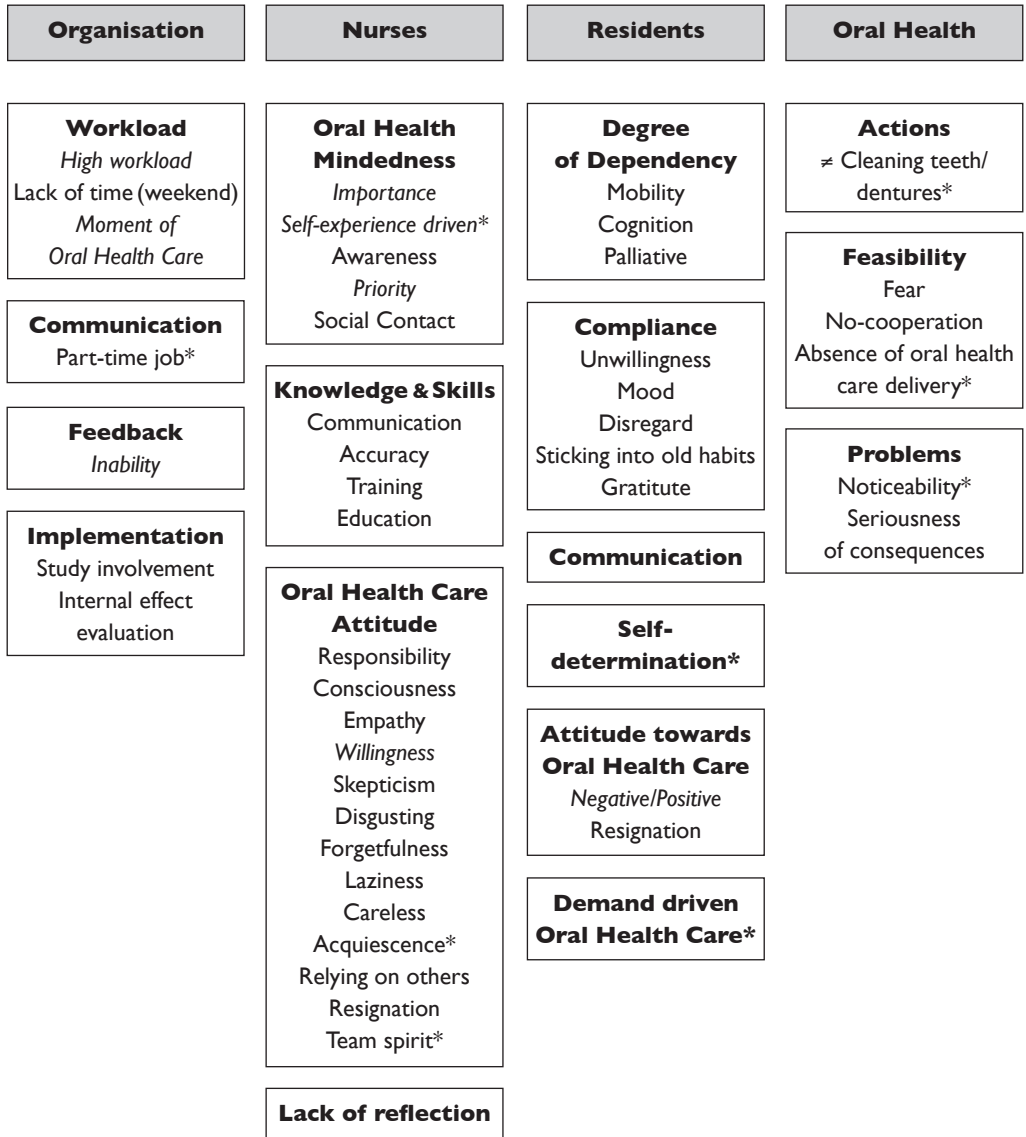 Organisation
Workload
High workload
Lack of time (weekend)
Moment of
Oral Health Care
Communication
Part-time job*
Feedback
Inability
Implementation
Study involvement
Internal effect
evaluation
Nurses
Oral Health
Mindedness
Importance
Self-experience driven*
Awareness
Priority
Social Contact
Knowledge & Skills
Communication
Accuracy
Training
Education
Oral Health Care
Attitude
Responsibility
Consciousness
Empathy
Willingness
Skepticism
Disgusting
Forgetfulness
Laziness
Careless
Acquiescence*
Relying on others
Resignation
Team spirit*
Lack of reflection
Residents
Degree
of Dependency
Mobility
Cognition
Palliative
Compliance
Unwillingness
Mood
Disregard
Sticking into old habits
Gratitute
Communication
Self-
determination*
Attitude towards
Oral Health Care
Negative/Positive
Resignation
Demand driven
Oral Health Care*
Oral Health
Actions
≠ Cleaning teeth/
dentures*
Feasibility
Fear
No-cooperation
Absence of oral health
care delivery*
Problems
Noticeability*
Seriousness
of consequences